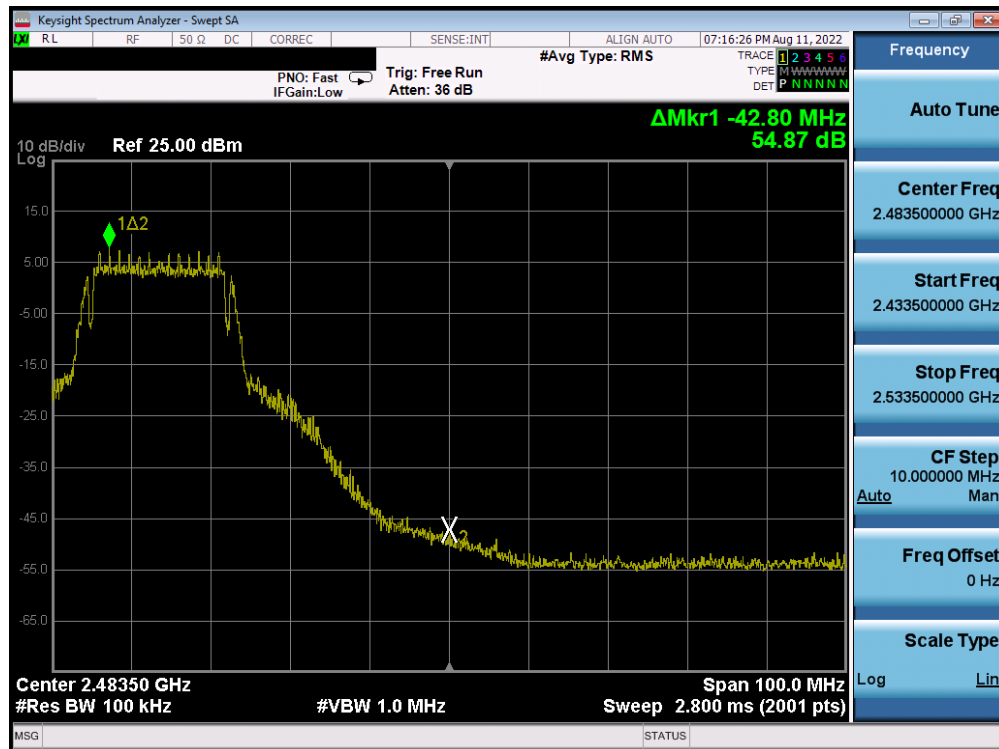 Keysight Spectrum Analyzer - Swept SA
LXI RL RF 50 Ω DC CORREC SENSE:INT ALIGN AUTO 07:16:26 PM Aug 11, 2022
PNO: Fast
IFGain:Low
Trig: Free Run
Atten: 36 dB
#Avg Type: RMS
TRACE 1 2 3 4 5 6
TYPE M WWWWW
DET P N N N N N
ΔMkr1 -42.80 MHz
54.87 dB
10 dB/div Ref 25.00 dBm
Log
15.0
1Δ2
5.00
-5.00
-15.0
-25.0
-35.0
-45.0
X2
-55.0
-65.0
Center 2.48350 GHz Span 100.0 MHz
#Res BW 100 kHz #VBW 1.0 MHz Sweep 2.800 ms (2001 pts)
MSG STATUS
Frequency
Auto Tune
Center Freq
2.483500000 GHz
Start Freq
2.433500000 GHz
Stop Freq
2.533500000 GHz
CF Step
10.000000 MHz
Auto Man
Freq Offset
0 Hz
Scale Type
Log Lin